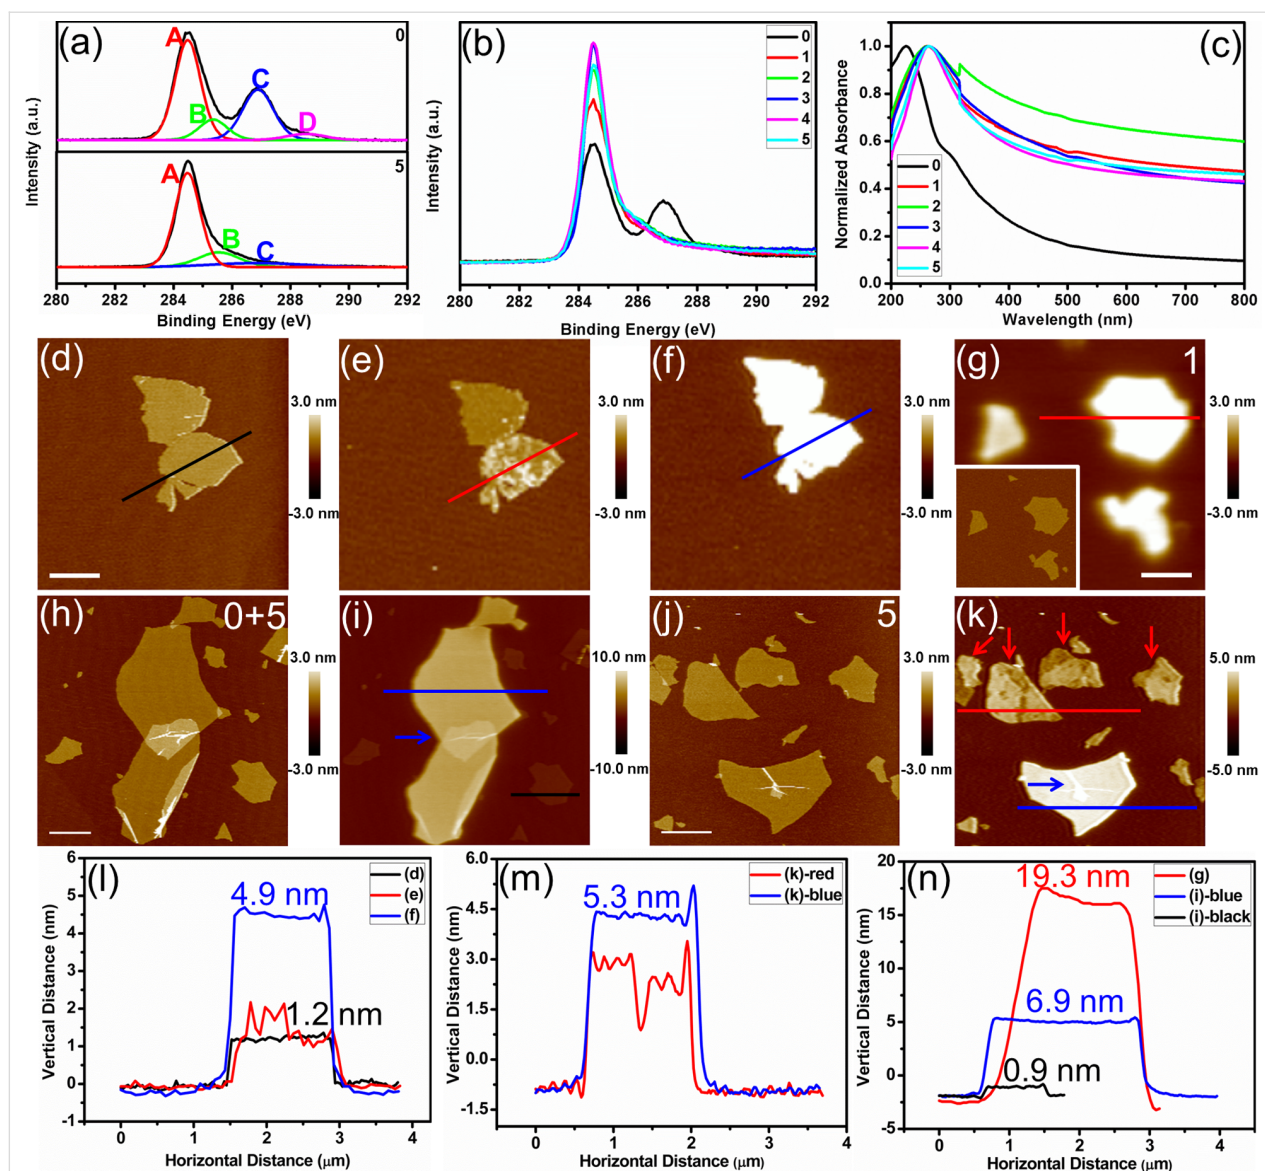 (a)
0
A
B
C
D
5
A
B
C
Intensity (a.u.)
280 282 284 286 288 290 292
Binding Energy (eV)
(b)
0
1
2
3
4
5
Intensity (a.u.)
280 282 284 286 288 290 292
Binding Energy (eV)
(c)
1.0
0.8
0.6
0.4
0.2
0.0
Normalized Absorbance
0
1
2
3
4
5
200 300 400 500 600 700 800
Wavelength (nm)
(d)
3.0 nm
-3.0 nm
(e)
3.0 nm
-3.0 nm
(f)
3.0 nm
-3.0 nm
(g)
1
3.0 nm
-3.0 nm
(h)
0+5
3.0 nm
-3.0 nm
(i)
10.0 nm
-10.0 nm
(j)
5
3.0 nm
-3.0 nm
(k)
5.0 nm
-5.0 nm
(l)
6
5
4
3
2
1
0
-1
Vertical Distance (nm)
4.9 nm
1.2 nm
(d)
(e)
(f)
0 1 2 3 4
Horizontal Distance (μm)
(m)
6.0
4.5
3.0
1.5
0.0
-1.5
Vertical Distance (nm)
5.3 nm
(k)-red
(k)-blue
0 1 2 3 4
Horizontal Distance (μm)
(n)
20
15
10
5
0
-5
Vertical Distance (nm)
19.3 nm
6.9 nm
0.9 nm
(g)
(i)-blue
(i)-black
0 1 2 3 4
Horizontal Distance (μm)